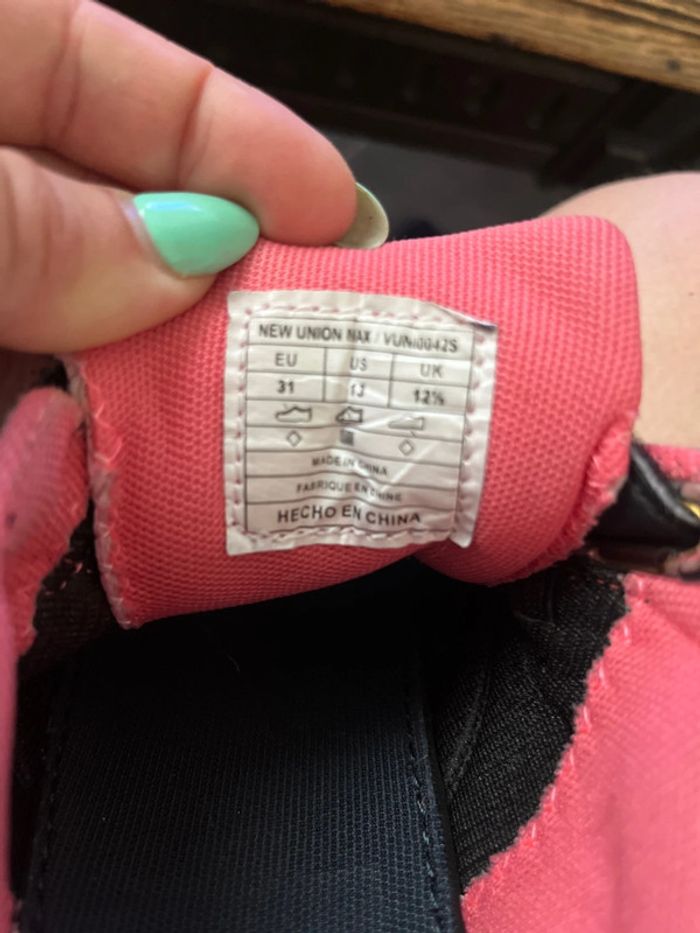 NEW UNION NAX / VUNI0042S
EU US UK
31 13 12½
MADE IN CHINA
FABRIQUE EN CHINE
HECHO EN CHINA